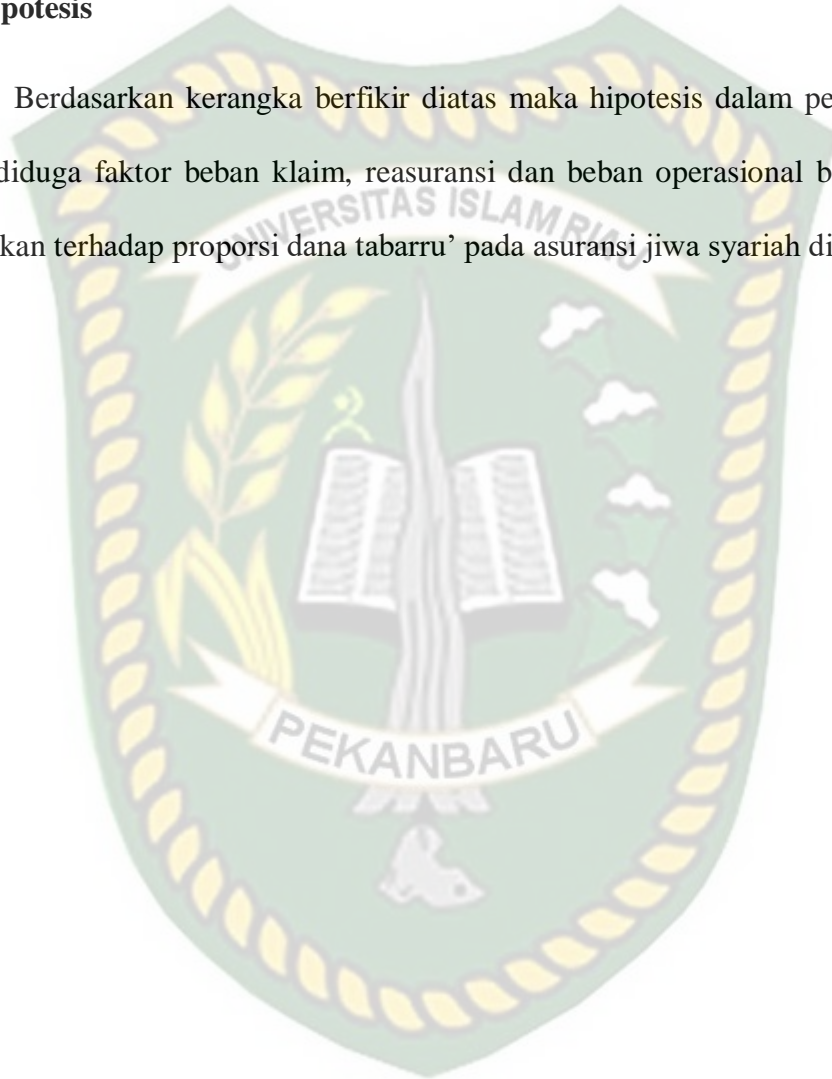 potesis
Berdasarkan kerangka berfikir diatas maka hipotesis dalam pe
diduga faktor beban klaim, reasuransi dan beban operasional b
kan terhadap proporsi dana tabarru’ pada asuransi jiwa syariah di
UNIVERSITAS ISLAM RIAU
PEKANBARU